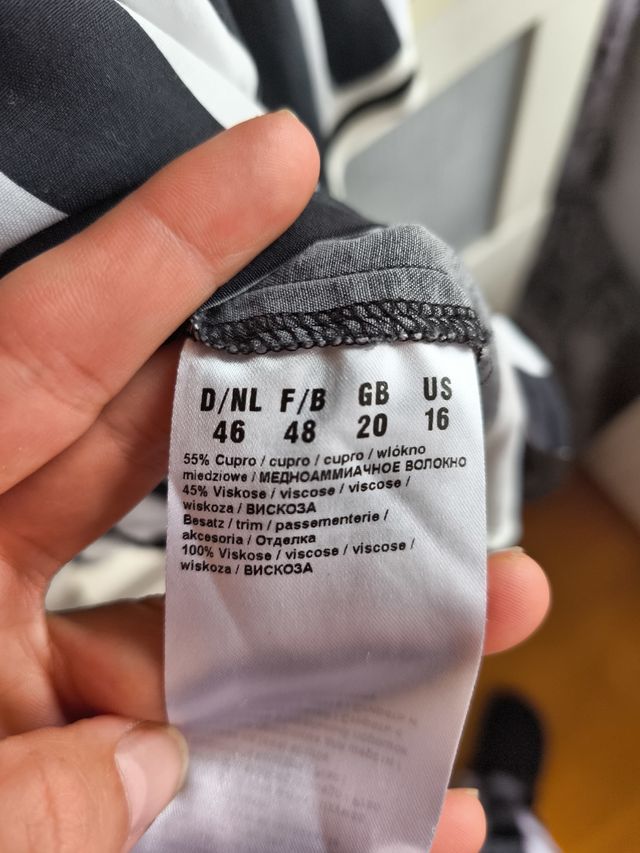 D/NL F/B GB US
46 48 20 16
55% Cupro / cupro / cupro / wlókno
miedziowe / МЕДНОАММИАЧНОЕ ВОЛОКНО
45% Viskose / viscose / viscose /
wiskoza / ВИСКОЗА
Besatz / trim / passementerie /
akcesoria / Отделка
100% Viskose / viscose / viscose /
wiskoza / ВИСКОЗА